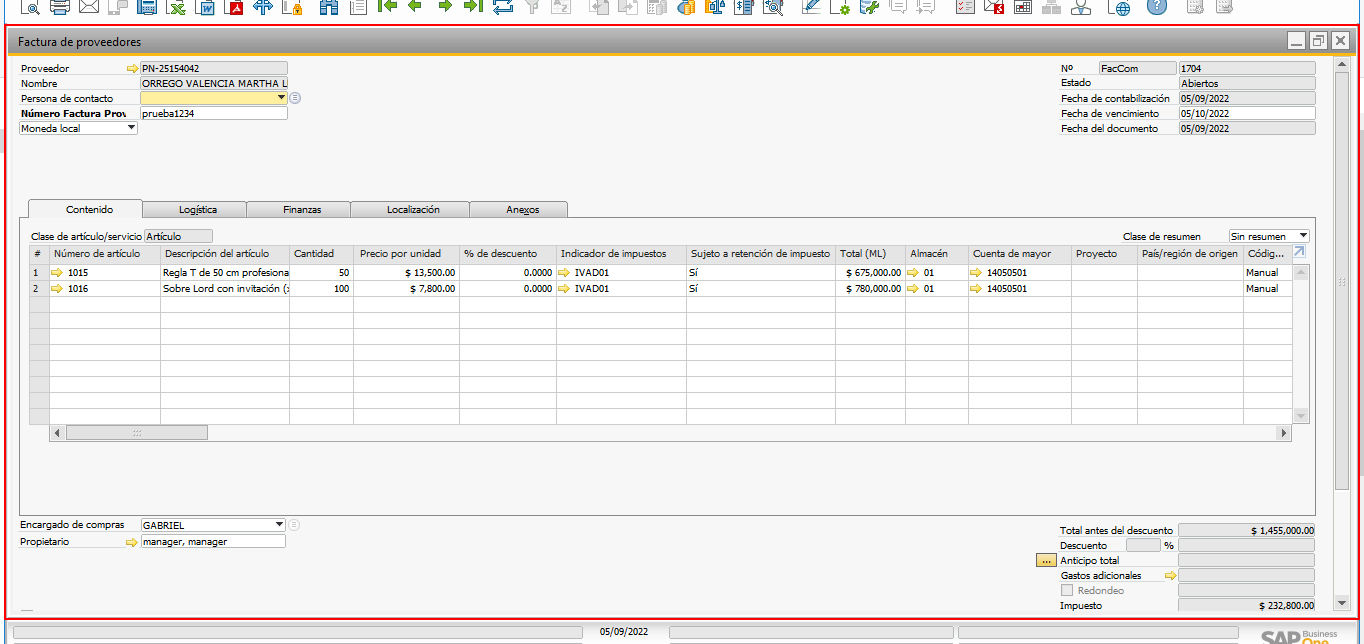 Factura de proveedores
Proveedor PN-25154042 Nº FacCom 1704
Nombre ORREGO VALENCIA MARTHA L Estado Abiertos
Persona de contacto Fecha de contabilización 05/09/2022
Número Factura Prov prueba1234 Fecha de vencimiento 05/10/2022
Moneda local Fecha del documento 05/09/2022
Contenido Logística Finanzas Localización Anexos
Clase de artículo/servicio Artículo Clase de resumen Sin resumen
# Número de artículo Descripción del artículo Cantidad Precio por unidad % de descuento Indicador de impuestos Sujeto a retención de impuesto Total (ML) Almacén Cuenta de mayor Proyecto País/región de origen Códig...
1 1015 Regla T de 50 cm profesiona 50 $ 13,500.00 0.0000 IVAD01 Sí $ 675,000.00 01 14050501 Manual
2 1016 Sobre Lord con invitación (x 100 $ 7,800.00 0.0000 IVAD01 Sí $ 780,000.00 01 14050501 Manual
Encargado de compras GABRIEL
Propietario manager, manager
Total antes del descuento $ 1,455,000.00
Descuento %
... Anticipo total
Gastos adicionales
Redondeo
Impuesto $ 232,800.00
05/09/2022
SAP Business One